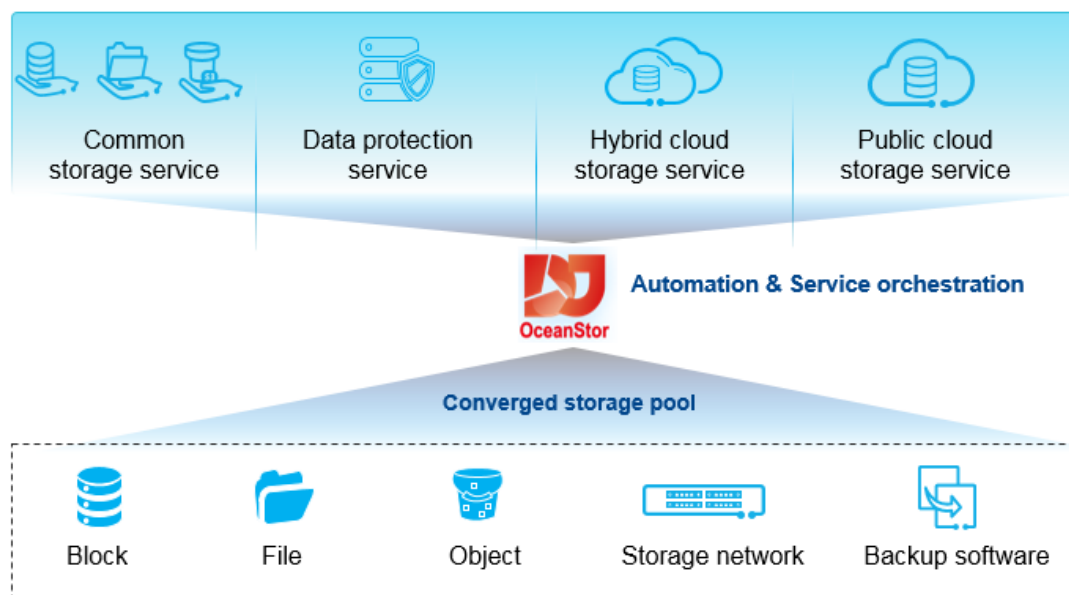 Common
storage service
Data protection
service
Hybrid cloud
storage service
Public cloud
storage service
DJ
OceanStor
Automation & Service orchestration
Converged storage pool
Block
File
Object
Storage network
Backup software